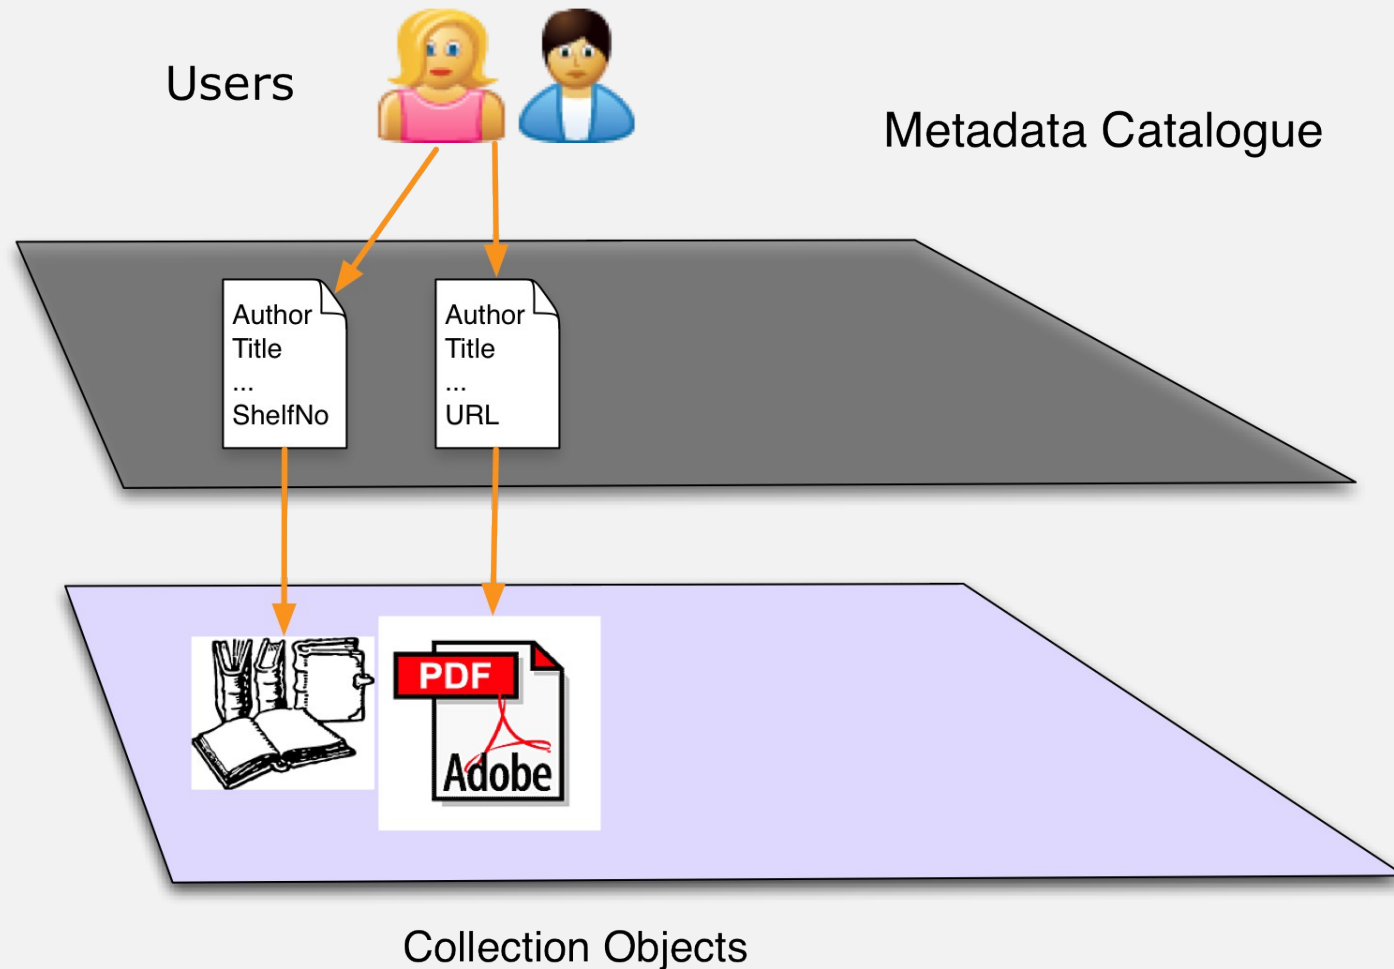 Users
Metadata Catalogue
Author
Title
...
ShelfNo
Author
Title
...
URL
PDF
Adobe
Collection Objects